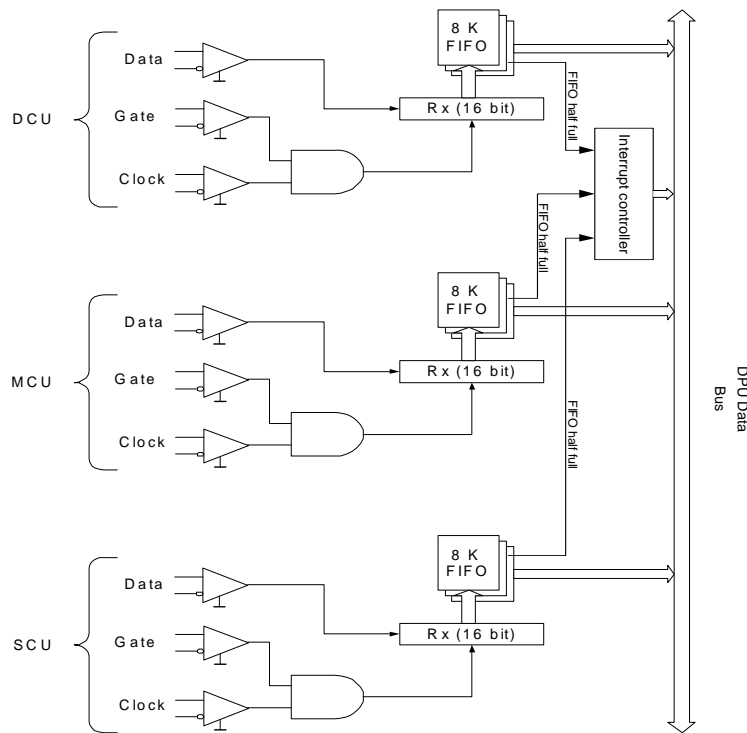 8 K
FIFO
Data
Rx (16 bit)
FIFO half full
DCU
Gate
Interrupt controller
Clock
FIFO half full
8 K
FIFO
Data
Rx (16 bit)
MCU
Gate
FIFO half full
DPU Data
Bus
Clock
8 K
FIFO
Data
Rx (16 bit)
SCU
Gate
Clock